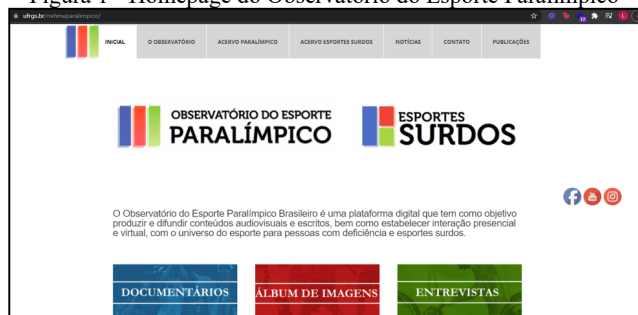 Figura 1 - Homepage do Observatório do Esporte Paralímpico
ufrgs.br/nehmeparalimpico/
INICIAL O OBSERVATÓRIO ACERVO PARALÍMPICO ACERVO ESPORTES SURDOS NOTÍCIAS CONTATO PUBLICAÇÕES
OBSERVATÓRIO DO ESPORTE
PARALÍMPICO
ESPORTES
SURDOS
O Observatório do Esporte Paralímpico Brasileiro é uma plataforma digital que tem como objetivo
produzir e difundir conteúdos audiovisuais e escritos, bem como estabelecer interação presencial
e virtual, com o universo do esporte para pessoas com deficiência e esportes surdos.
DOCUMENTÁRIOS ÁLBUM DE IMAGENS ENTREVISTAS